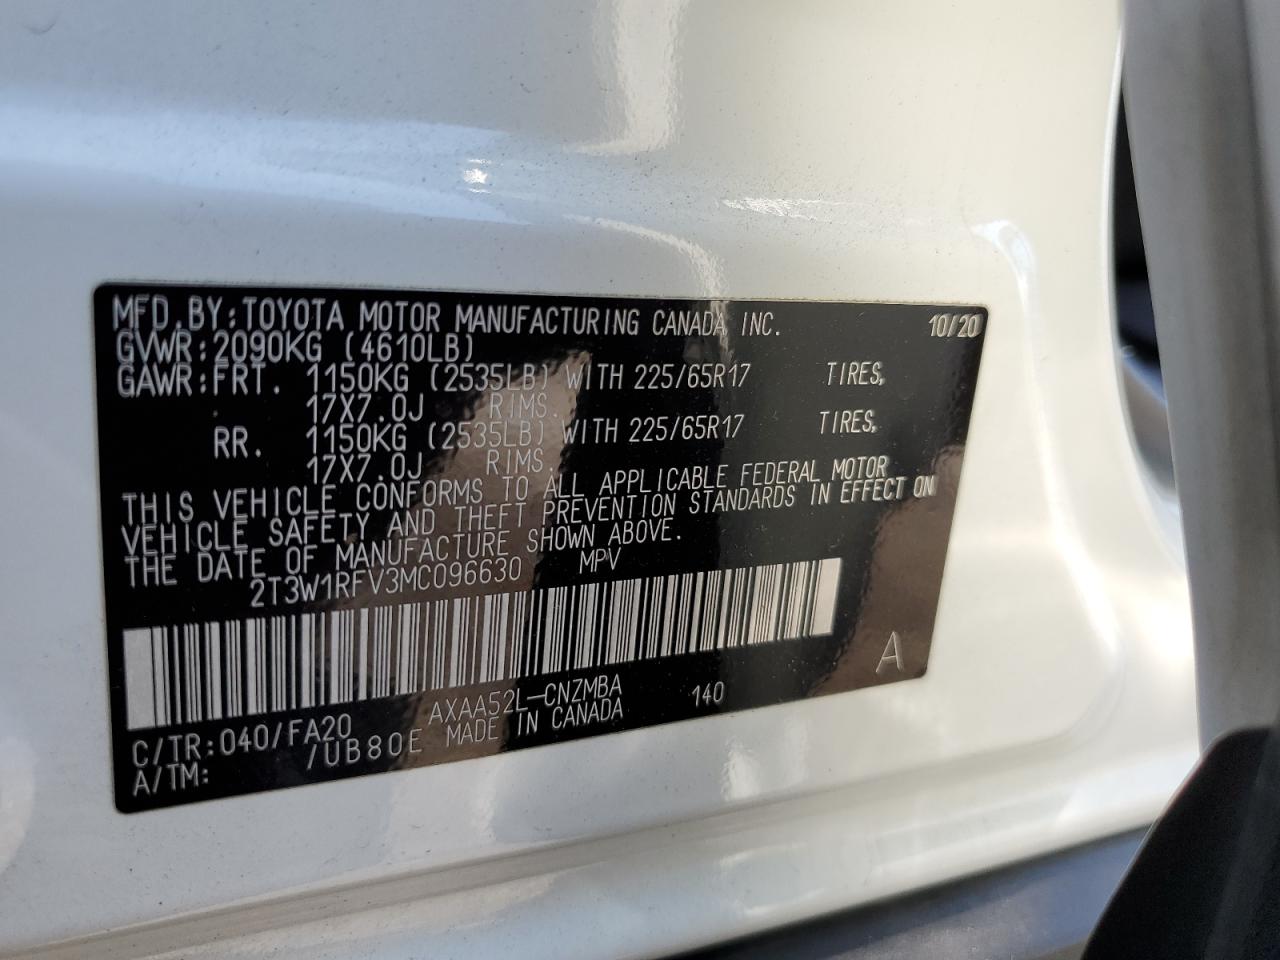 MFD.BY:TOYOTA MOTOR MANUFACTURING CANADA INC. 10/20
GVWR:2090KG (4610LB)
GAWR:FRT. 1150KG (2535LB) WITH 225/65R17 TIRES,
17X7.0J RIMS.
RR. 1150KG (2535LB) WITH 225/65R17 TIRES,
17X7.0J RIMS.
THIS VEHICLE CONFORMS TO ALL APPLICABLE FEDERAL MOTOR
VEHICLE SAFETY AND THEFT PREVENTION STANDARDS IN EFFECT ON
THE DATE OF MANUFACTURE SHOWN ABOVE.
2T3W1RFV3MC096630 MPV
A
C/TR:040/FA20 AXAA52L-CNZMBA 140
A/TM: /UB80E MADE IN CANADA